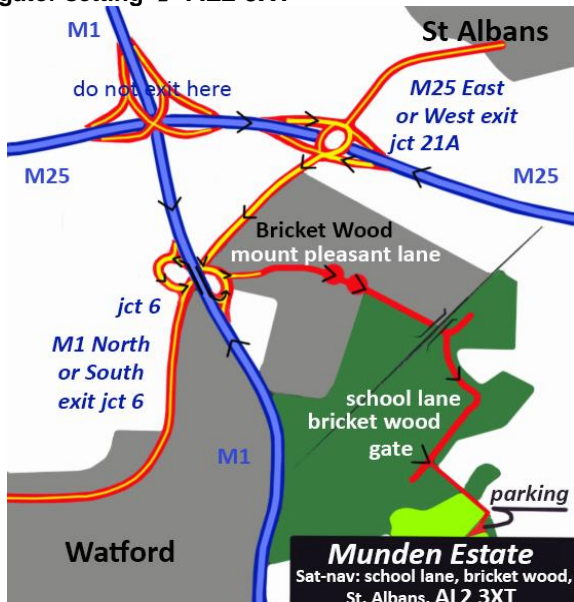 M1
St Albans
do not exit here
M25 East
or West exit
jct 21A
M25
M25
Bricket Wood
mount pleasant lane
jct 6
M1 North
or South
exit jct 6
school lane
bricket wood
gate
M1
parking
Watford
Munden Estate
Sat-nav: school lane, bricket wood,
St. Albans, AL2 3XT